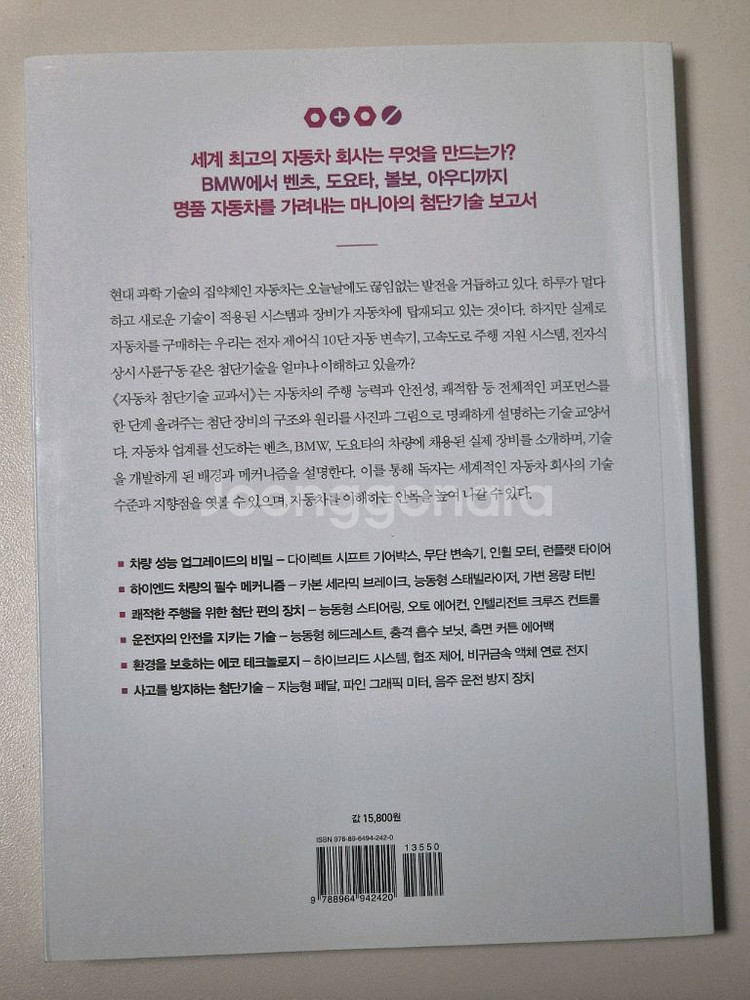 세계 최고의 자동차 회사는 무엇을 만드는가?
BMW에서 벤츠, 도요타, 볼보, 아우디까지
명품 자동차를 가려내는 마니아의 첨단기술 보고서
현대 과학 기술의 집약체인 자동차는 오늘날에도 끊임없는 발전을 거듭하고 있다. 하루가 멀다
하고 새로운 기술이 적용된 시스템과 장비가 자동차에 탑재되고 있는 것이다. 하지만 실제로
자동차를 구매하는 우리는 전자 제어식 10단 자동 변속기, 고속도로 주행 지원 시스템, 전자식
상시 사륜구동 같은 첨단기술을 얼마나 이해하고 있을까?
《자동차 첨단기술 교과서》는 자동차의 주행 능력과 안전성, 쾌적함 등 전체적인 퍼포먼스를
한 단계 올려주는 첨단 장비의 구조와 원리를 사진과 그림으로 명쾌하게 설명하는 기술 교양서
다. 자동차 업계를 선도하는 벤츠, BMW, 도요타의 차량에 채용된 실제 장비를 소개하며, 기술
을 개발하게 된 배경과 메커니즘을 설명한다. 이를 통해 독자는 세계적인 자동차 회사의 기술
수준과 지향점을 엿볼 수 있으며, 자동차를 이해하는 안목을 높여 나갈 수 있다.
Joonggonara
■ 차량 성능 업그레이드의 비밀 – 다이렉트 시프트 기어박스, 무단 변속기, 인휠 모터, 런플랫 타이어
■ 하이엔드 차량의 필수 메커니즘 – 카본 세라믹 브레이크, 능동형 스태빌라이저, 가변 용량 터빈
■ 쾌적한 주행을 위한 첨단 편의 장치 – 능동형 스티어링, 오토 에어컨, 인텔리전트 크루즈 컨트롤
■ 운전자의 안전을 지키는 기술 – 능동형 헤드레스트, 충격 흡수 보닛, 측면 커튼 에어백
■ 환경을 보호하는 에코 테크놀로지 – 하이브리드 시스템, 협조 제어, 비귀금속 액체 연료 전지
■ 사고를 방지하는 첨단기술 – 지능형 페달, 파인 그래픽 미터, 음주 운전 방지 장치
값 15,800원
ISBN 978-89-6494-242-0
13550
9 788964 942420